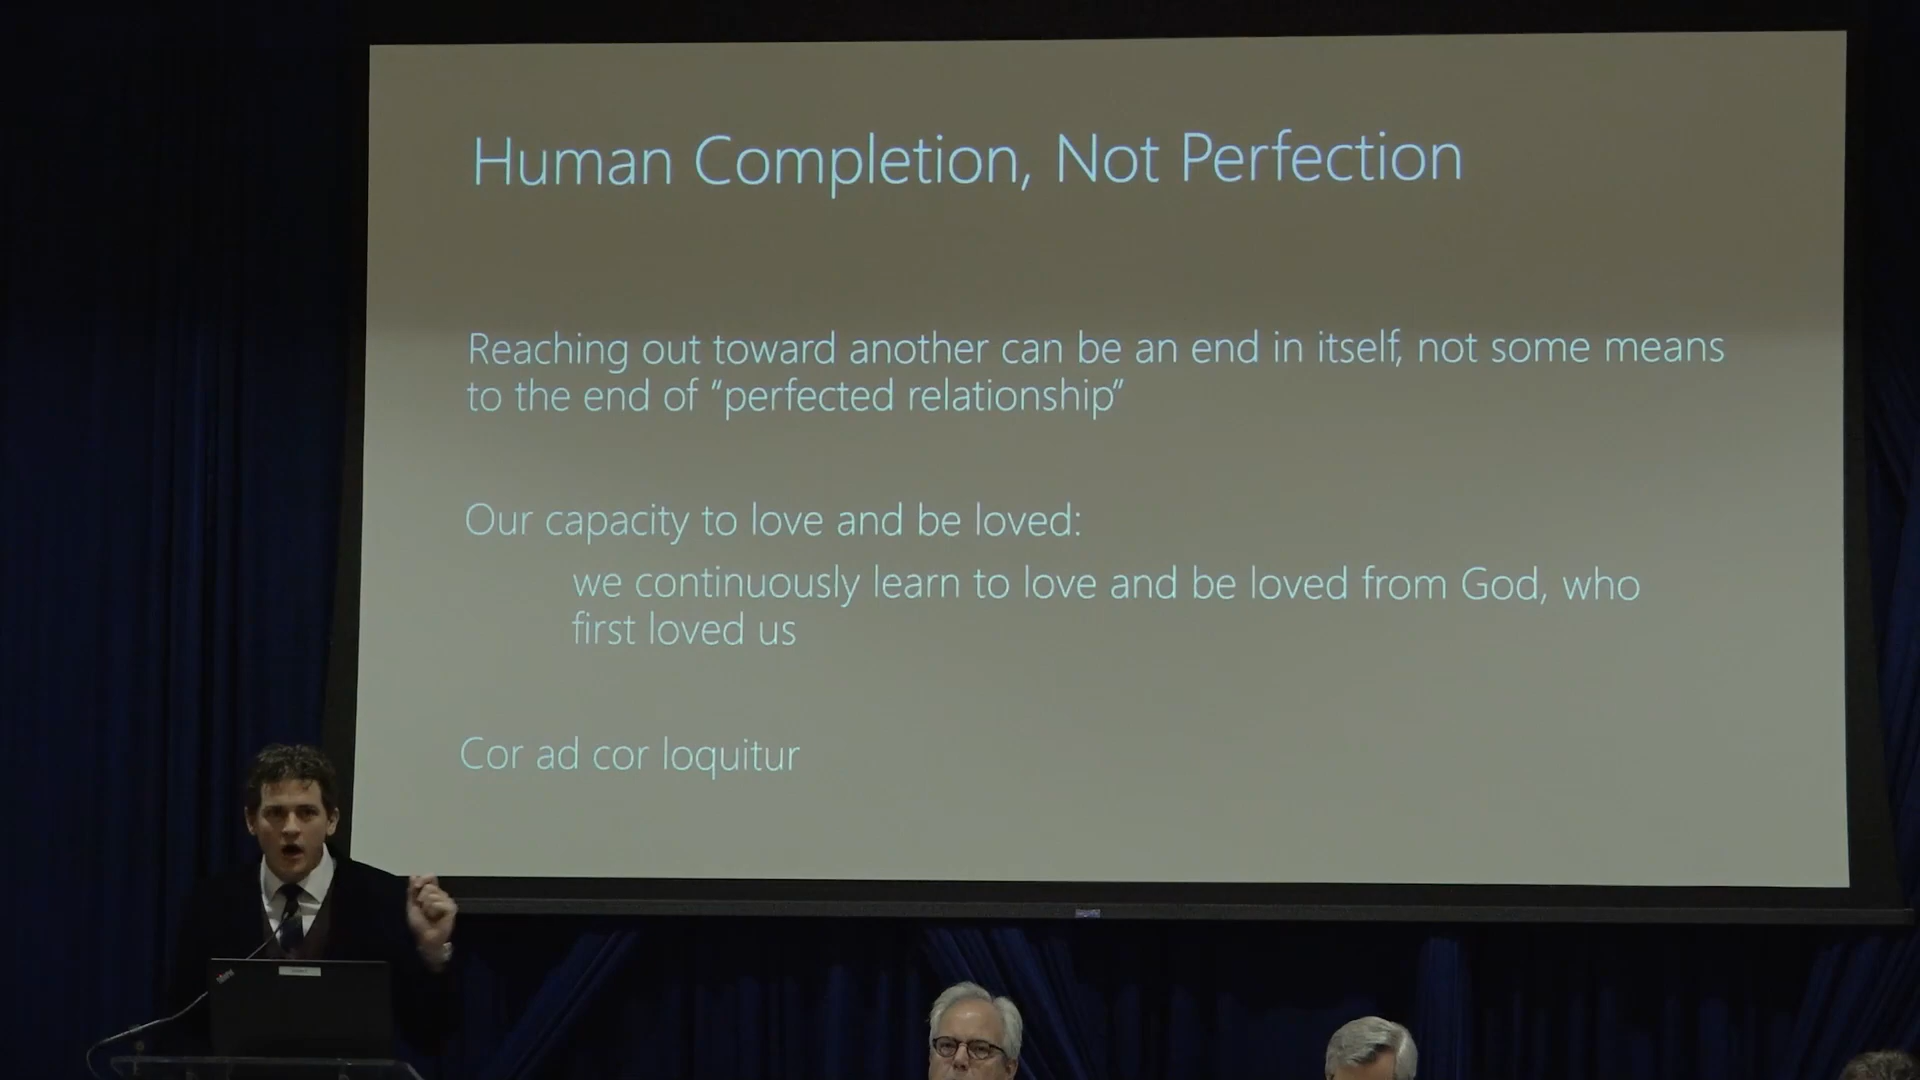 Human Completion, Not Perfection
Reaching out toward another can be an end in itself, not some means
to the end of “perfected relationship”
Our capacity to love and be loved:
we continuously learn to love and be loved from God, who
first loved us
Cor ad cor loquitur